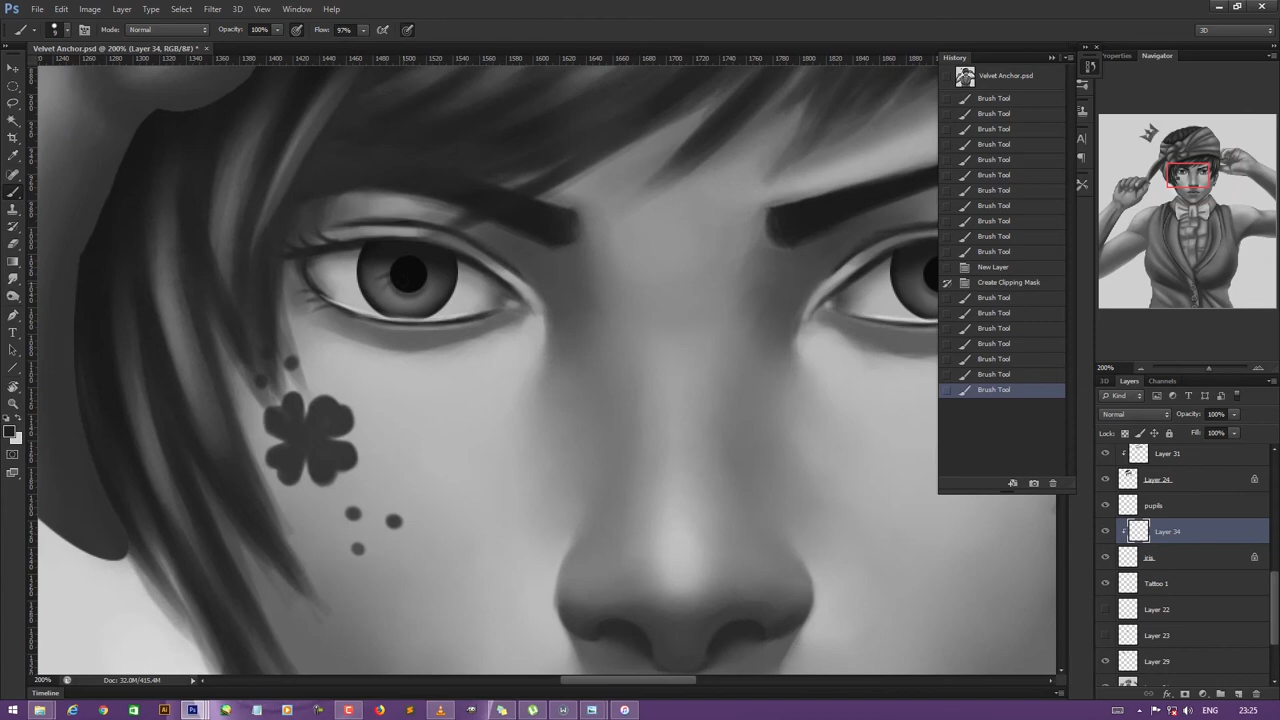 Ps File Edit Image Layer Type Select Filter 3D View Window Help
9 Mode: Normal Opacity: 100% Flow: 97% 3D
Velvet Anchor.psd @ 200% (Layer 34, RGB/8#) * ×
History
Properties Navigator
Velvet Anchor.psd
Brush Tool
Brush Tool
Brush Tool
Brush Tool
Brush Tool
Brush Tool
Brush Tool
Brush Tool
Brush Tool
Brush Tool
Brush Tool
New Layer
Create Clipping Mask
Brush Tool
Brush Tool
Brush Tool
Brush Tool
Brush Tool
Brush Tool
Brush Tool
200%
3D Layers Channels
Kind
Normal Opacity: 100%
Lock: Fill: 100%
Layer 31
Layer 24
pupils
Layer 34
iris
Tattoo 1
Layer 22
Layer 23
Layer 29
200% Doc: 32.0M/415.4M
Timeline
ENG 23:25